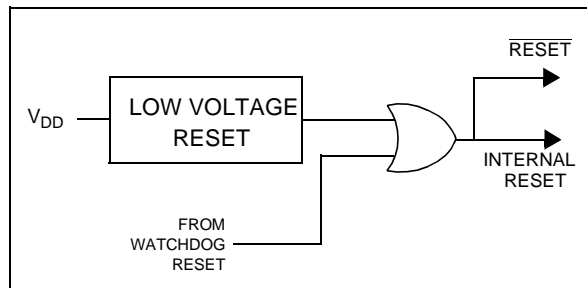 RESET
V_DD
LOW VOLTAGE
RESET
INTERNAL
RESET
FROM
WATCHDOG
RESET